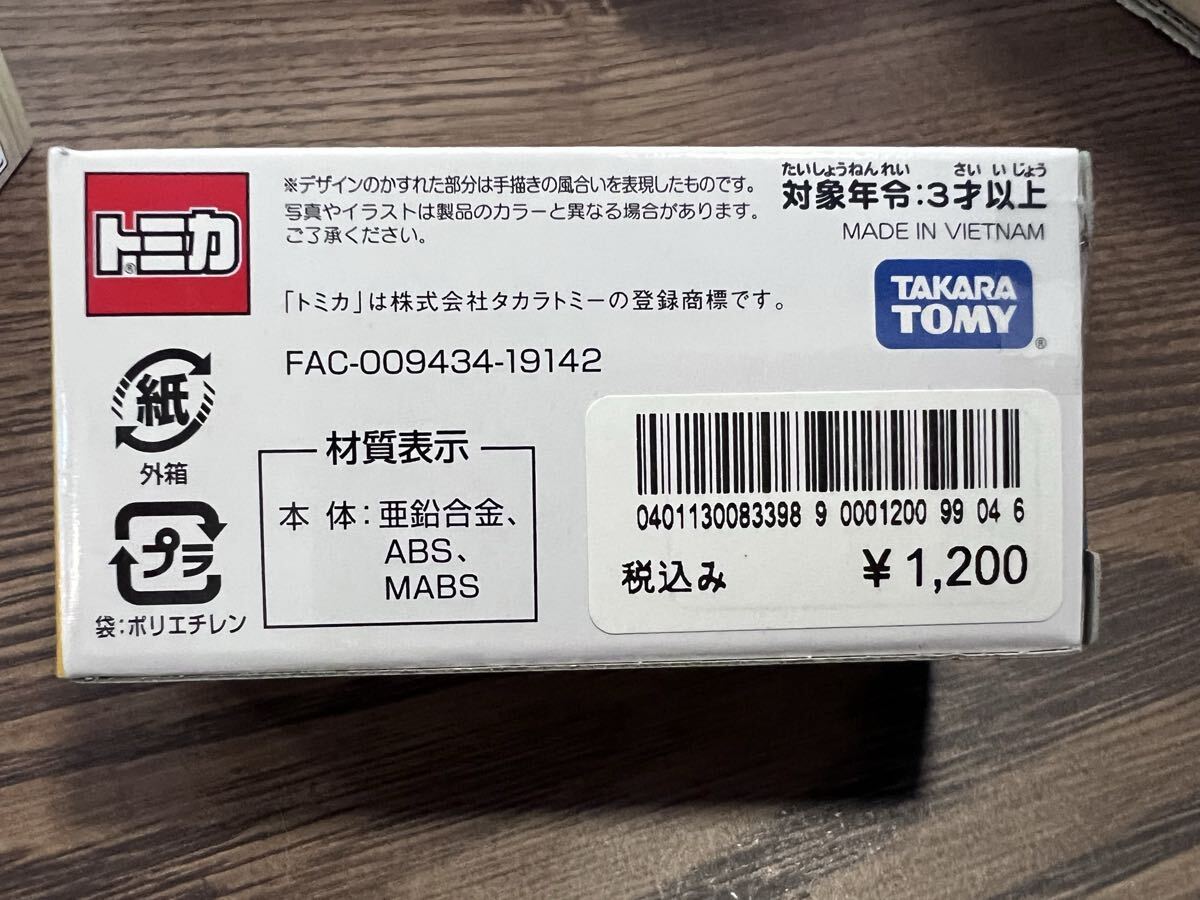 トミカ®
※デザインのかすれた部分は手描きの風合いを表現したものです。
写真やイラストは製品のカラーと異なる場合があります。
ご了承ください。
たいしょうねんれい さいいじょう
対象年令:3才以上
MADE IN VIETNAM
TAKARA
TOMY®
「トミカ」は株式会社タカラトミーの登録商標です。
FAC-009434-19142
紙
外箱
プラ
袋:ポリエチレン
材質表示
本 体:亜鉛合金、
ABS、
MABS
0401130083398 9 0001200 99 04 6
税込み ¥1,200